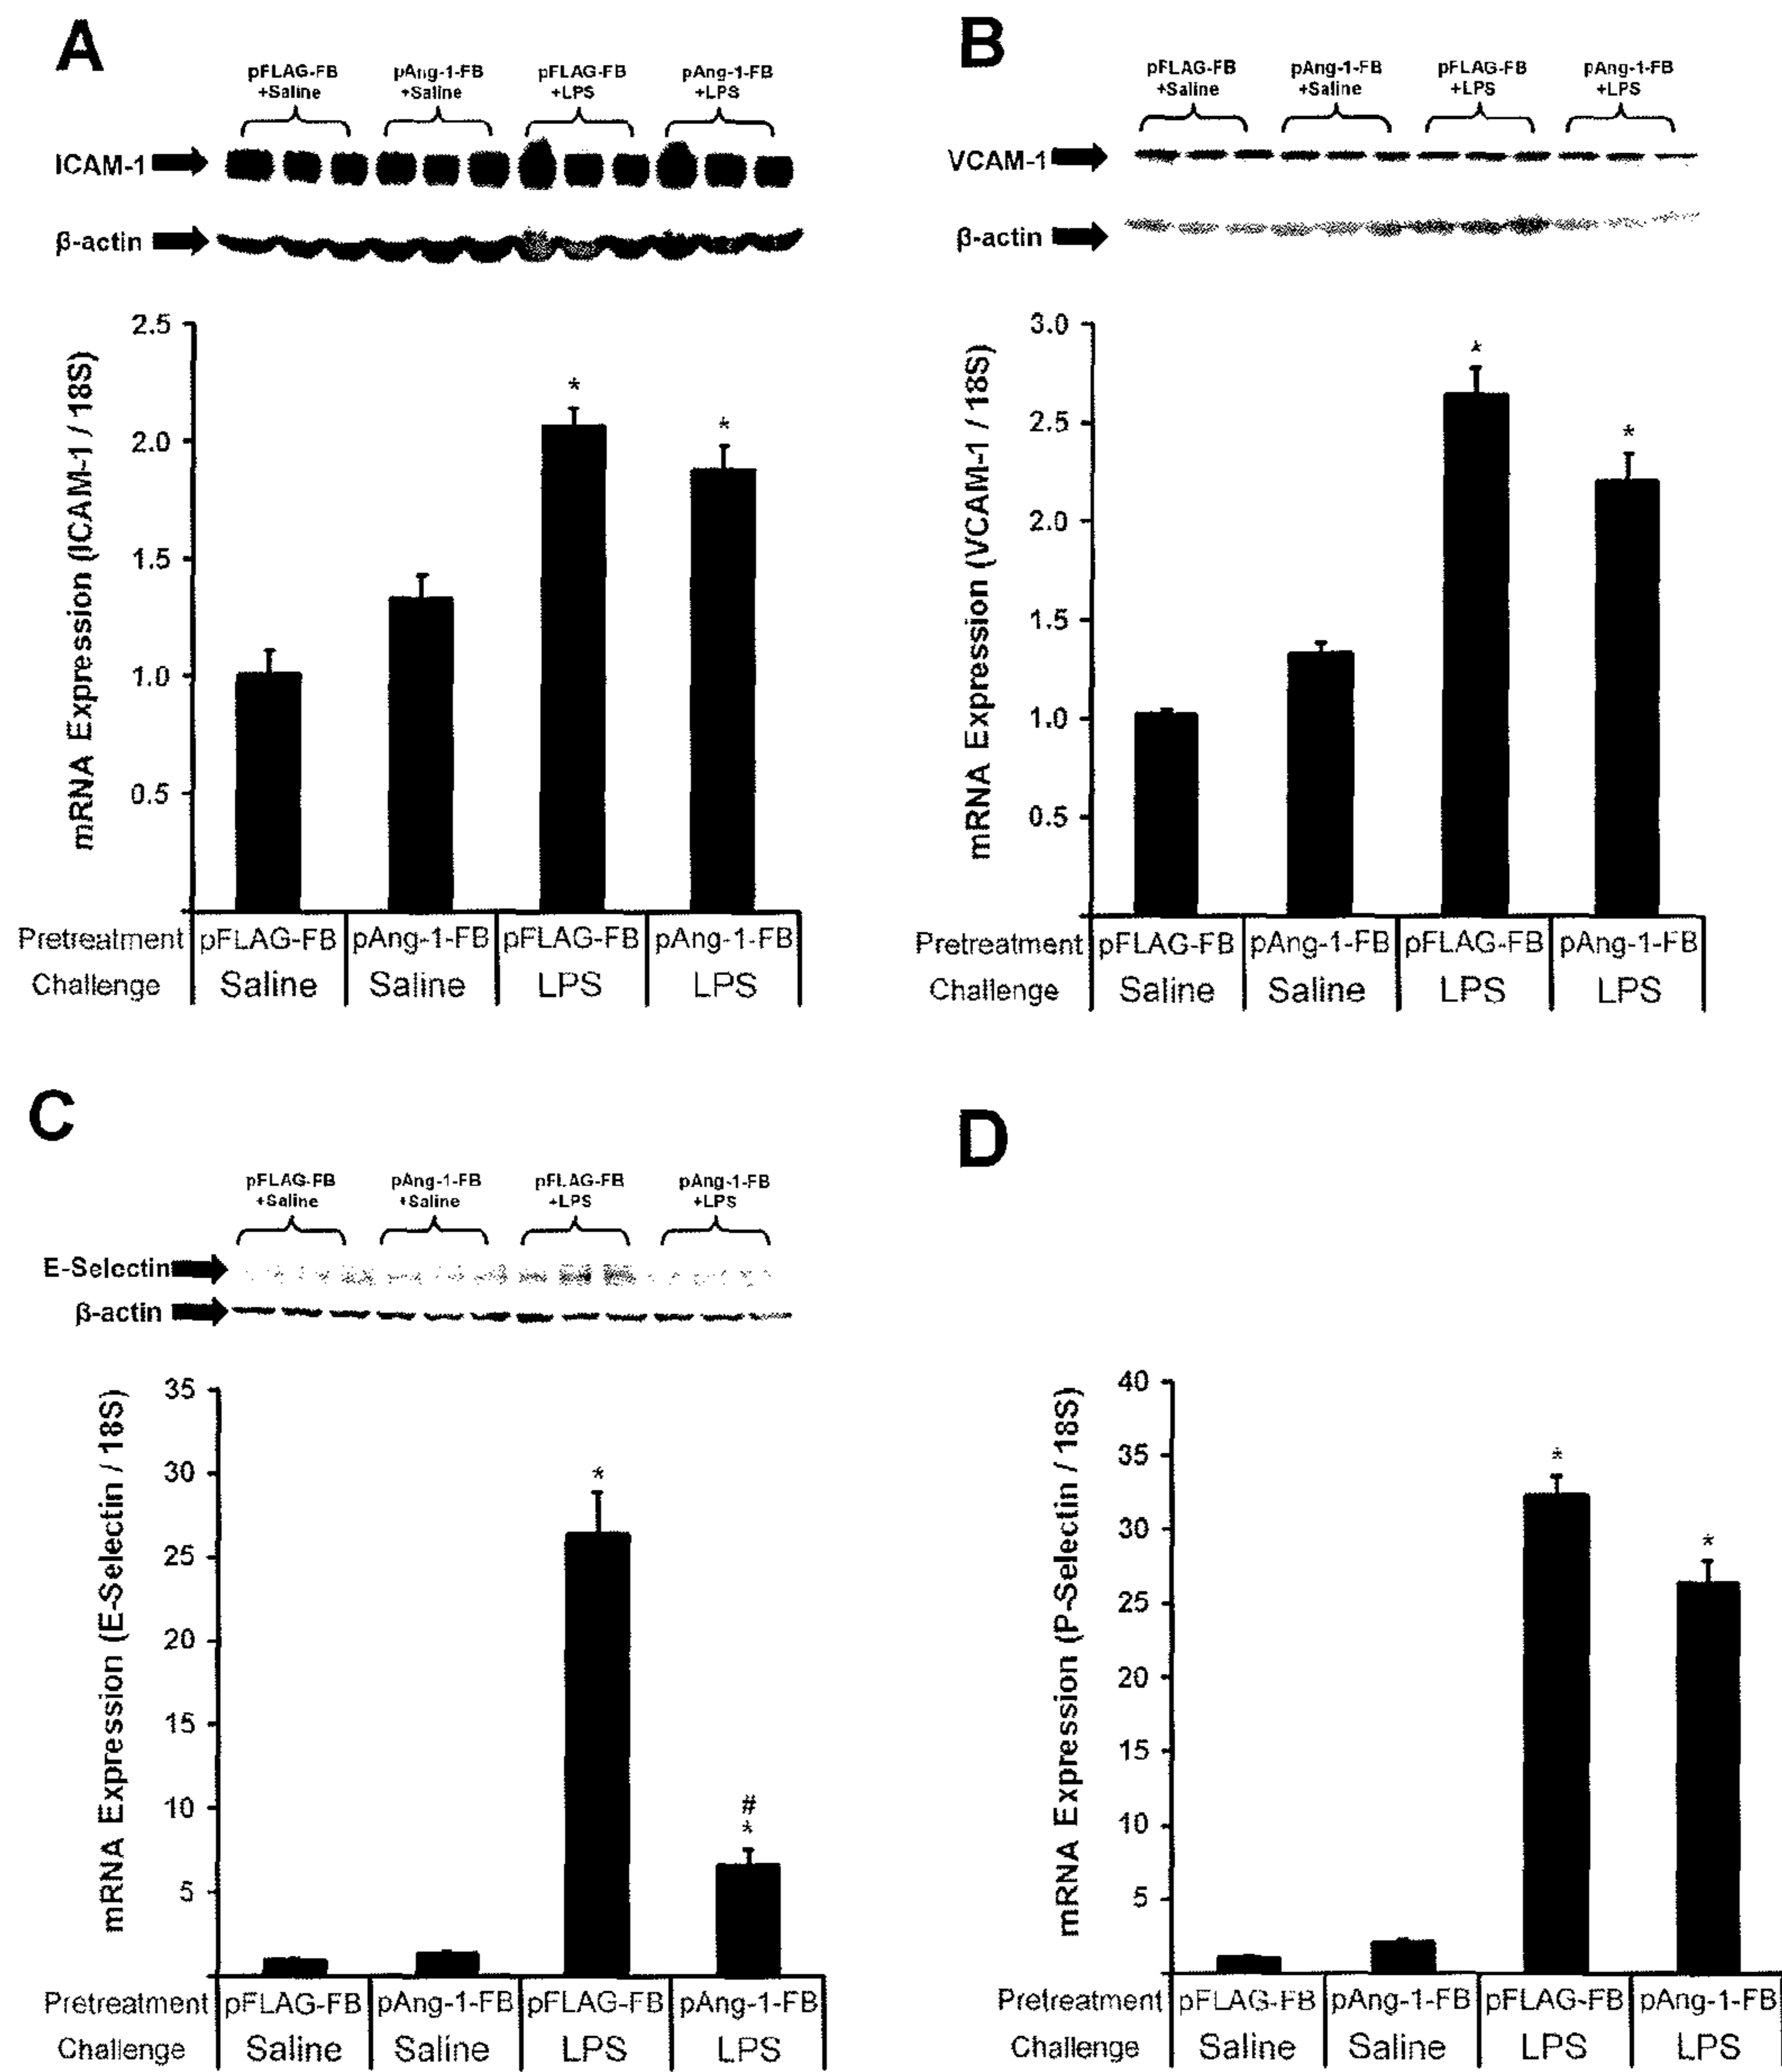 A
pFLAG-FB pAng-1-FB pFLAG-FB pAng-1-FB
+Saline +Saline +LPS +LPS
ICAM-1
β-actin
mRNA Expression (ICAM-1 / 18S)
2.5
2.0
1.5
1.0
0.5
* *
Pretreatment pFLAG-FB pAng-1-FB pFLAG-FB pAng-1-FB
Challenge Saline Saline LPS LPS
B
pFLAG-FB pAng-1-FB pFLAG-FB pAng-1-FB
+Saline +Saline +LPS +LPS
VCAM-1
β-actin
mRNA Expression (VCAM-1 / 18S)
3.0
2.5
2.0
1.5
1.0
0.5
* *
Pretreatment pFLAG-FB pAng-1-FB pFLAG-FB pAng-1-FB
Challenge Saline Saline LPS LPS
C
pFLAG-FB pAng-1-FB pFLAG-FB pAng-1-FB
+Saline +Saline +LPS +LPS
E-Selectin
β-actin
mRNA Expression (E-Selectin / 18S)
35
30
25
20
15
10
5
*
#
*
Pretreatment pFLAG-FB pAng-1-FB pFLAG-FB pAng-1-FB
Challenge Saline Saline LPS LPS
D
mRNA Expression (P-Selectin / 18S)
40
35
30
25
20
15
10
5
* *
Pretreatment pFLAG-FB pAng-1-FB pFLAG-FB pAng-1-FB
Challenge Saline Saline LPS LPS